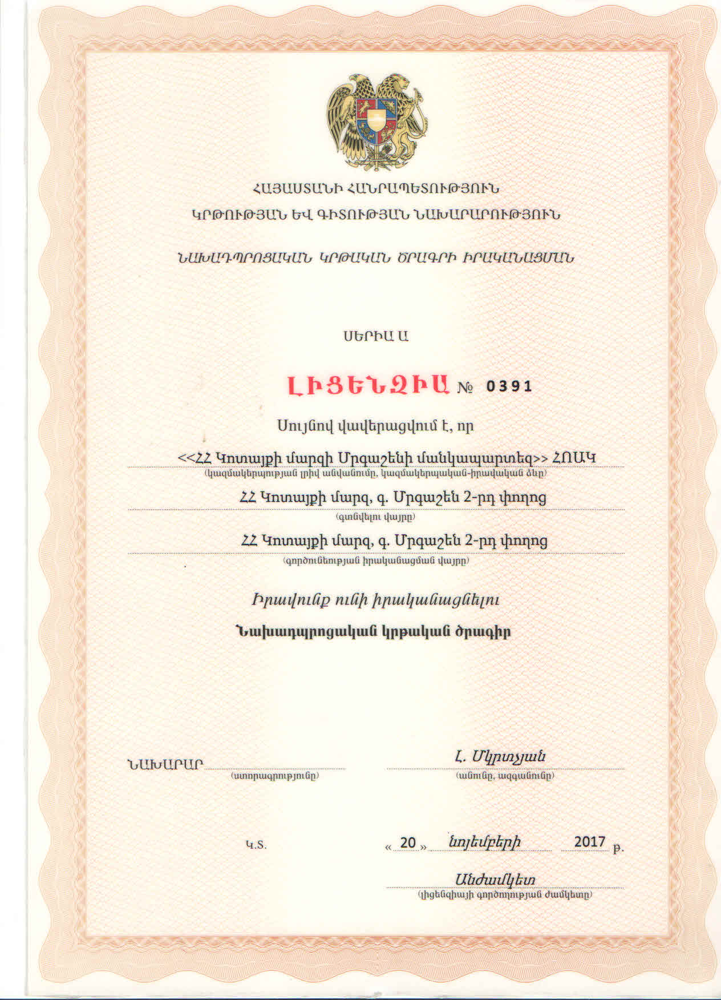 ՀԱՅԱՍՏԱՆԻ ՀԱՆՐԱՊԵՏՈՒԹՅՈՒՆ
ԿՐԹՈՒԹՅԱՆ ԵՎ ԳԻՏՈՒԹՅԱՆ ՆԱԽԱՐԱՐՈՒԹՅՈՒՆ
ՆԱԽԱԴՊՐՈՑԱԿԱՆ ԿՐԹԱԿԱՆ ԾՐԱԳՐԻ ԻՐԱԿԱՆԱՑՄԱՆ
ՍԵՐԻԱ Ա
ԼԻՑԵՆԶԻԱ № 0391
Սույնով վավերացվում է, որ
<<ՀՀ Կոտայքի մարզի Մրգաշենի մանկապարտեզ>> ՀՈԱԿ
(կազմակերպության լրիվ անվանումը, կազմակերպական-իրավական ձևը)
ՀՀ Կոտայքի մարզ, գ. Մրգաշեն 2-րդ փողոց
(գտնվելու վայրը)
ՀՀ Կոտայքի մարզ, գ. Մրգաշեն 2-րդ փողոց
(գործունեության իրականացման վայրը)
Իրավունք ունի իրականացնելու
Նախադպրոցական կրթական ծրագիր
ՆԱԽԱՐԱՐ Լ. Մկրտչյան
(ստորագրությունը) (անունը, ազգանունը)
Կ.Տ. « 20 » նոյեմբերի 2017 թ.
Անժամկետ
(լիցենզիայի գործողության ժամկետը)